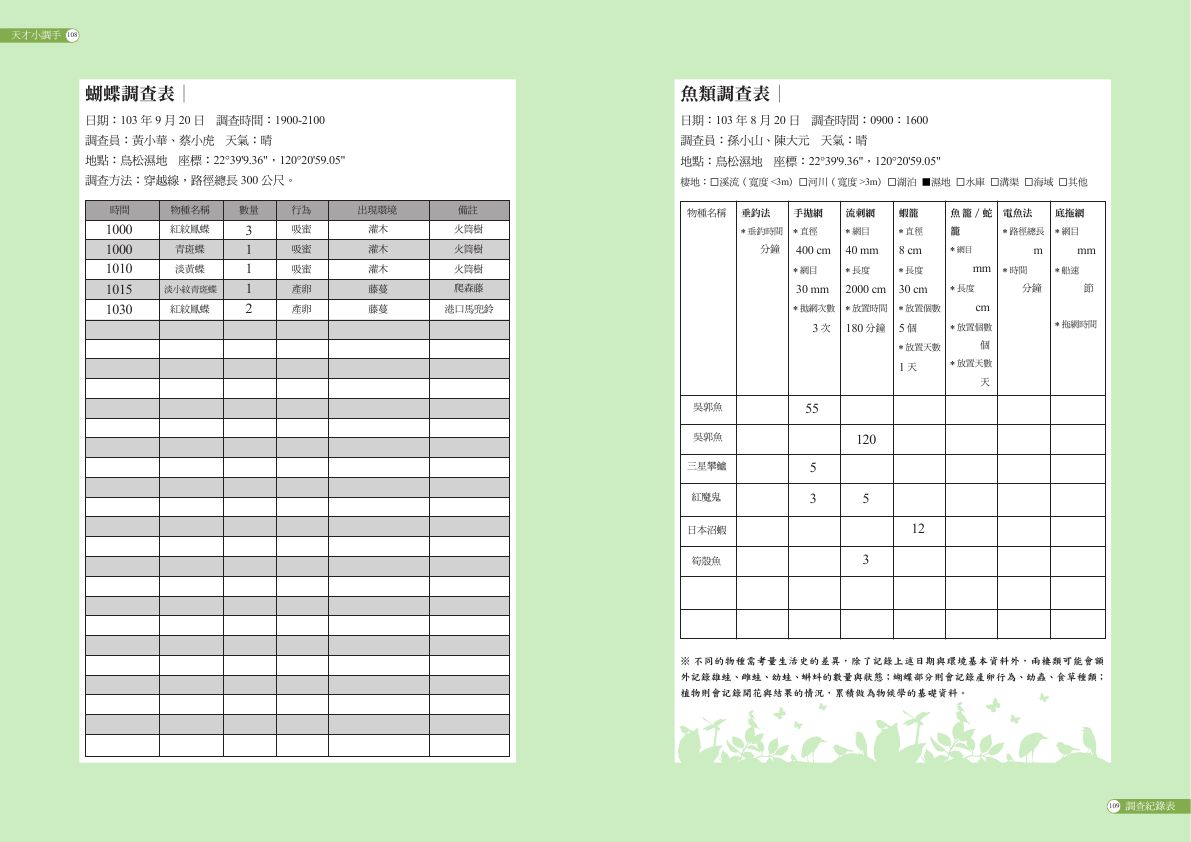 天才小調手 108
蝴蝶調查表
日期：103 年 9 月 20 日　調查時間：1900-2100
調查員：黃小華、蔡小虎　天氣：晴
地點：鳥松濕地　座標：22°39'9.36"，120°20'59.05"
調查方法：穿越線，路徑總長 300 公尺。
時間 物種名稱 數量 行為 出現環境 備註
1000 紅紋鳳蝶 3 吸蜜 灌木 火筒樹
1000 青斑蝶 1 吸蜜 灌木 火筒樹
1010 淡黃蝶 1 吸蜜 灌木 火筒樹
1015 淡小紋青斑蝶 1 產卵 藤蔓 爬森藤
1030 紅紋鳳蝶 2 產卵 藤蔓 港口馬兜鈴
魚類調查表
日期：103 年 8 月 20 日　調查時間：0900：1600
調查員：孫小山、陳大元　天氣：晴
地點：鳥松濕地　座標：22°39'9.36"，120°20'59.05"
棲地：□溪流（寬度 <3m）□河川（寬度 >3m）□湖泊 ■濕地 □水庫 □溝渠 □海域 □其他
物種名稱
垂釣法
＊垂釣時間
分鐘
手拋網
＊直徑
400 cm
＊網目
30 mm
＊拋網次數
3 次
流刺網
＊網目
40 mm
＊長度
2000 cm
＊放置時間
180 分鐘
蝦籠
＊直徑
8 cm
＊長度
30 cm
＊放置個數
5 個
＊放置天數
1 天
魚籠 / 蛇
籠
＊網目
mm
＊長度
cm
＊放置個數
個
＊放置天數
天
電魚法
＊路徑總長
m
＊時間
分鐘
底拖網
＊網目
mm
＊船速
節
＊拖網時間
吳郭魚 55
吳郭魚 120
三星攀鱸 5
紅魔鬼 3 5
日本沼蝦 12
筍殼魚 3
※ 不同的物種需考量生活史的差異，除了記錄上述日期與環境基本資料外，兩棲類可能會額
外記錄雄蛙、雌蛙、幼蛙、蝌蚪的數量與狀態；蝴蝶部分則會記錄產卵行為、幼蟲、食草種類；
植物則會記錄開花與結果的情況，累積做為物候學的基礎資料。
109 調查紀錄表